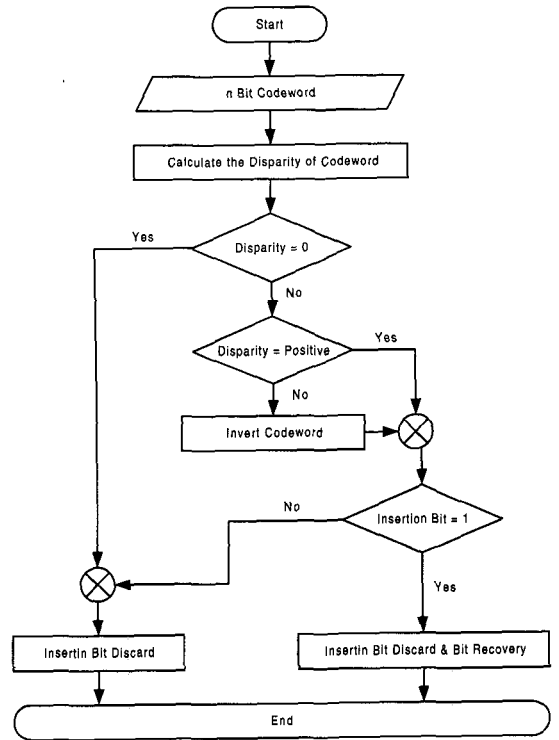 Start
n Bit Codeword
Calculate the Disparity of Codeword
Yes
Disparity = 0
No
Disparity = Positive
Yes
No
Invert Codeword
No
Insertion Bit = 1
Yes
Insertin Bit Discard
Insertin Bit Discard & Bit Recovery
End